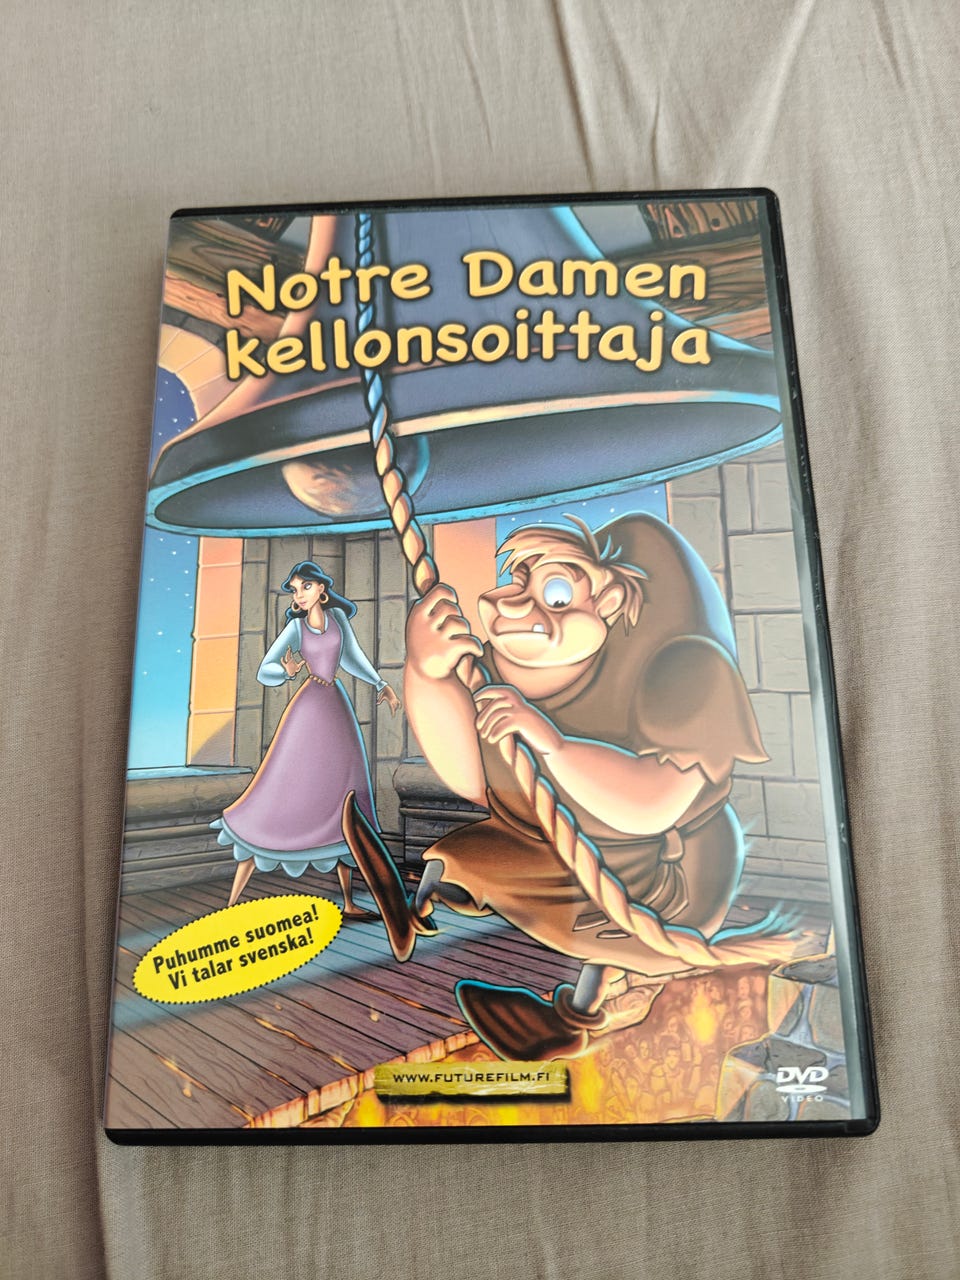 Notre Damen
kellonsoittaja
Puhumme suomea!
Vi talar svenska!
WWW.FUTUREFILM.FI
DVD
VIDEO